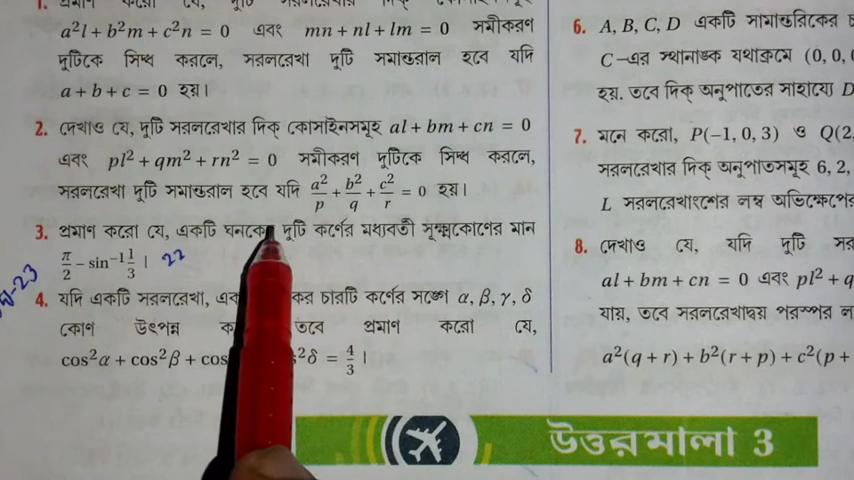 a²l + b²m + c²n = 0 এবং mn + nl + lm = 0 সমীকরণ
দুটিকে সিদ্ধ করলে, সরলরেখা দুটি সমান্তরাল হবে যদি
a + b + c = 0 হয়।
2. দেখাও যে, দুটি সরলরেখার দিক্ কোসাইনসমূহ al + bm + cn = 0
এবং pl² + qm² + rn² = 0 সমীকরণ দুটিকে সিদ্ধ করলে,
সরলরেখা দুটি সমান্তরাল হবে যদি a²/p + b²/q + c²/r = 0 হয়।
3. প্রমাণ করো যে, একটি ঘনকের দুটি কর্ণের মধ্যবর্তী সূক্ষ্মকোণের মান
π/2 − sin⁻¹ 1/3 । 22
4. যদি একটি সরলরেখা, চারটি কর্ণের সঙ্গে α, β, γ, δ
কোণ উৎপন্ন তবে প্রমাণ করো যে,
cos²α + cos²β + cos ²δ = 4/3 ।
6. A, B, C, D একটি সামান্তরিকের
C-এর স্থানাঙ্ক যথাক্রমে (0, 0,
হয়, তবে দিক্ অনুপাতের সাহায্যে D
7. মনে করো, P(−1, 0, 3) ও Q(2,
সরলরেখার দিক্ অনুপাতসমূহ 6, 2,
L সরলরেখাংশের লম্ব অভিক্ষেপের
8. দেখাও যে, যদি দুটি
al + bm + cn = 0 এবং pl² + q
যায়, তবে সরলরেখাদ্বয় পরস্পর
a²(q + r) + b²(r + p) + c²(p +
উত্তরমালা 3